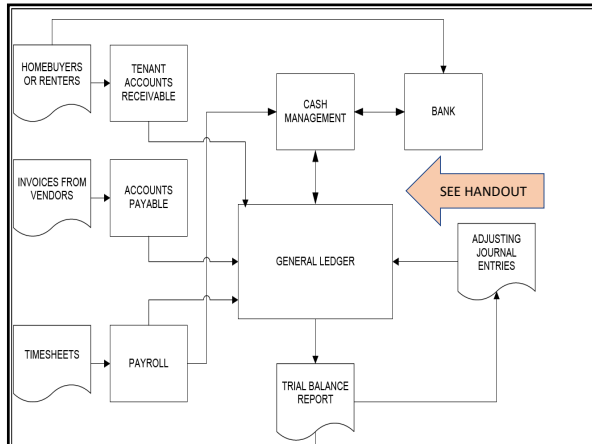 HOMEBUYERS
OR RENTERS
TENANT
ACCOUNTS
RECEIVABLE
CASH
MANAGEMENT
BANK
INVOICES FROM
VENDORS
ACCOUNTS
PAYABLE
SEE HANDOUT
GENERAL LEDGER
ADJUSTING
JOURNAL
ENTRIES
TIMESHEETS
PAYROLL
TRIAL BALANCE
REPORT